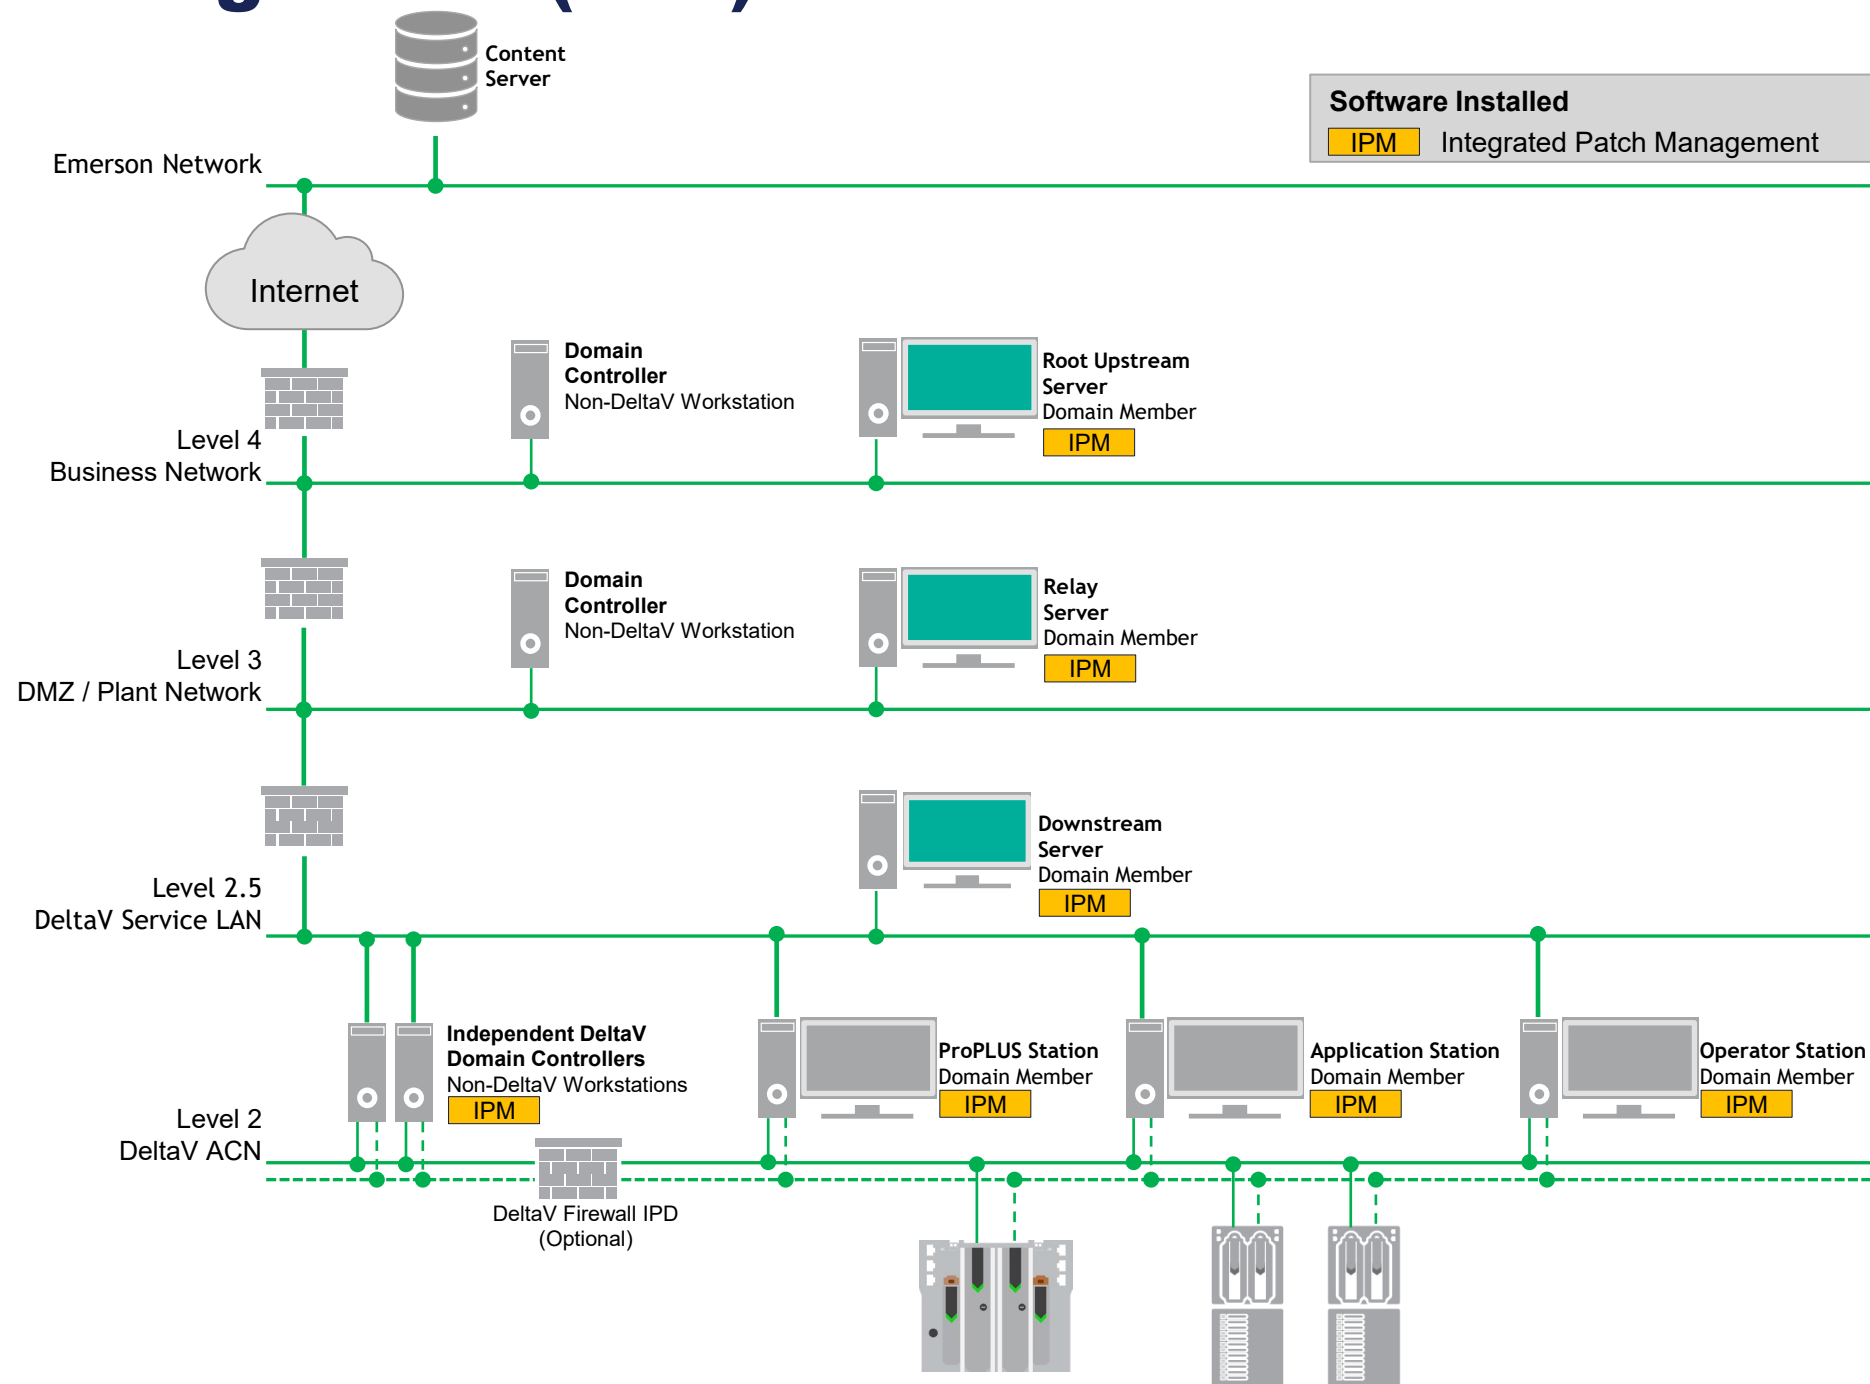 Content
Server
Software Installed
IPM Integrated Patch Management
Emerson Network
Internet
Domain
Controller
Non-DeltaV Workstation
Root Upstream
Server
Domain Member
IPM
Level 4
Business Network
Domain
Controller
Non-DeltaV Workstation
Relay
Server
Domain Member
IPM
Level 3
DMZ / Plant Network
Downstream
Server
Domain Member
IPM
Level 2.5
DeltaV Service LAN
Independent DeltaV
Domain Controllers
Non-DeltaV Workstations
IPM
ProPLUS Station
Domain Member
IPM
Application Station
Domain Member
IPM
Operator Station
Domain Member
IPM
Level 2
DeltaV ACN
DeltaV Firewall IPD
(Optional)